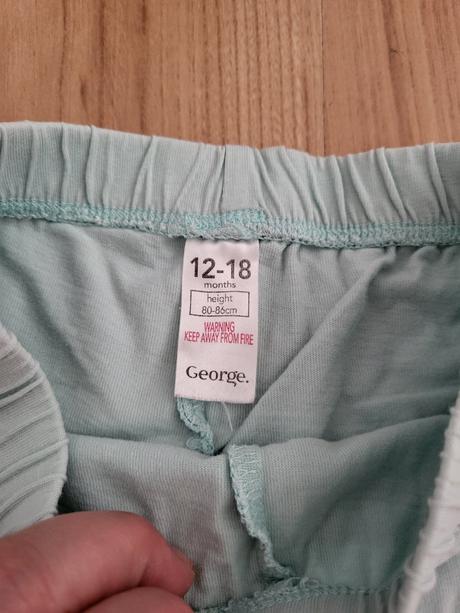 12-18
months
height
80-86cm
WARNING
KEEP AWAY FROM FIRE
George.